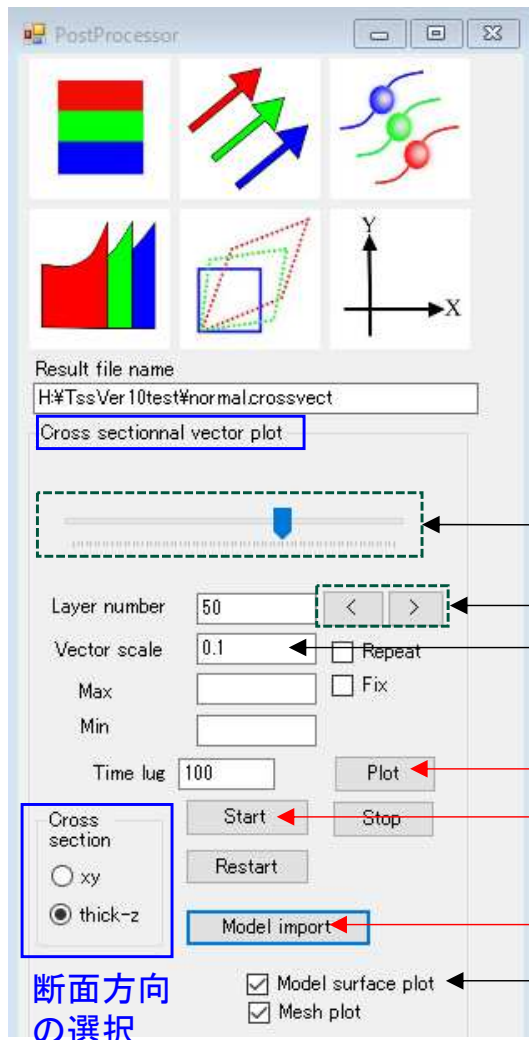 PostProcessor
Y
X
Result file name
H:¥TssVer10test¥normal.crossvect
Cross sectionnal vector plot
Layer number 50 < >
Vector scale 0.1 Repeat
Max Fix
Min
Time lug 100 Plot
Cross section Start Stop
xy Restart
thick-z Model import
断面方向 Model surface plot
の選択 Mesh plot